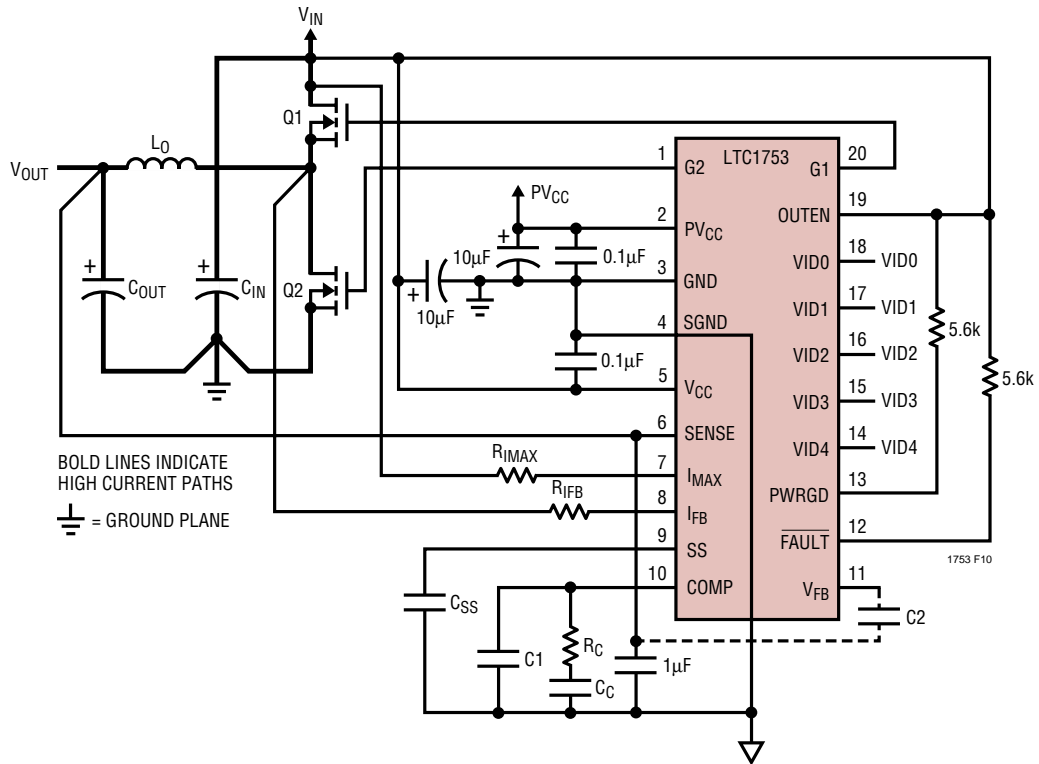 VIN
Q1
LO
VOUT
1
G2
LTC1753
G1
20
PVCC
2
PVCC
OUTEN
19
+
10µF
0.1µF
18
VID0
VID0
+
COUT
+
CIN
Q2
3
GND
17
VID1
VID1
+
10µF
4
SGND
5.6k
16
VID2
VID2
0.1µF
5.6k
5
VCC
15
VID3
VID3
6
SENSE
14
VID4
VID4
BOLD LINES INDICATE
HIGH CURRENT PATHS
= GROUND PLANE
RIMAX
7
IMAX
PWRGD
13
RIFB
8
IFB
12
FAULT
9
SS
1753 F10
10
COMP
11
VFB
CSS
C2
C1
RC
CC
1µF